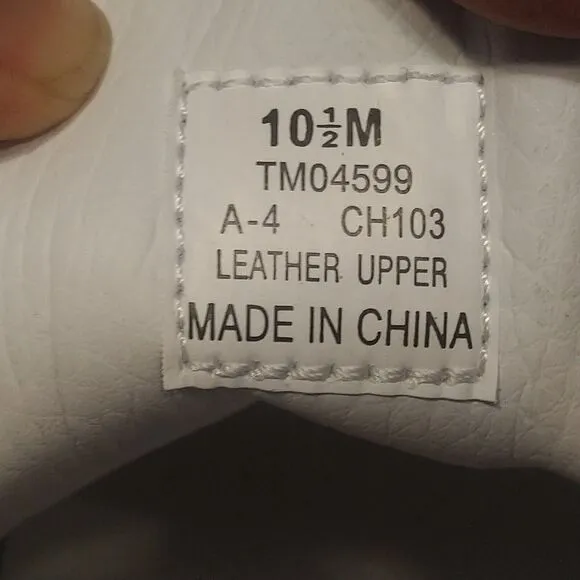 10½M
TM04599
A-4 CH103
LEATHER UPPER
MADE IN CHINA